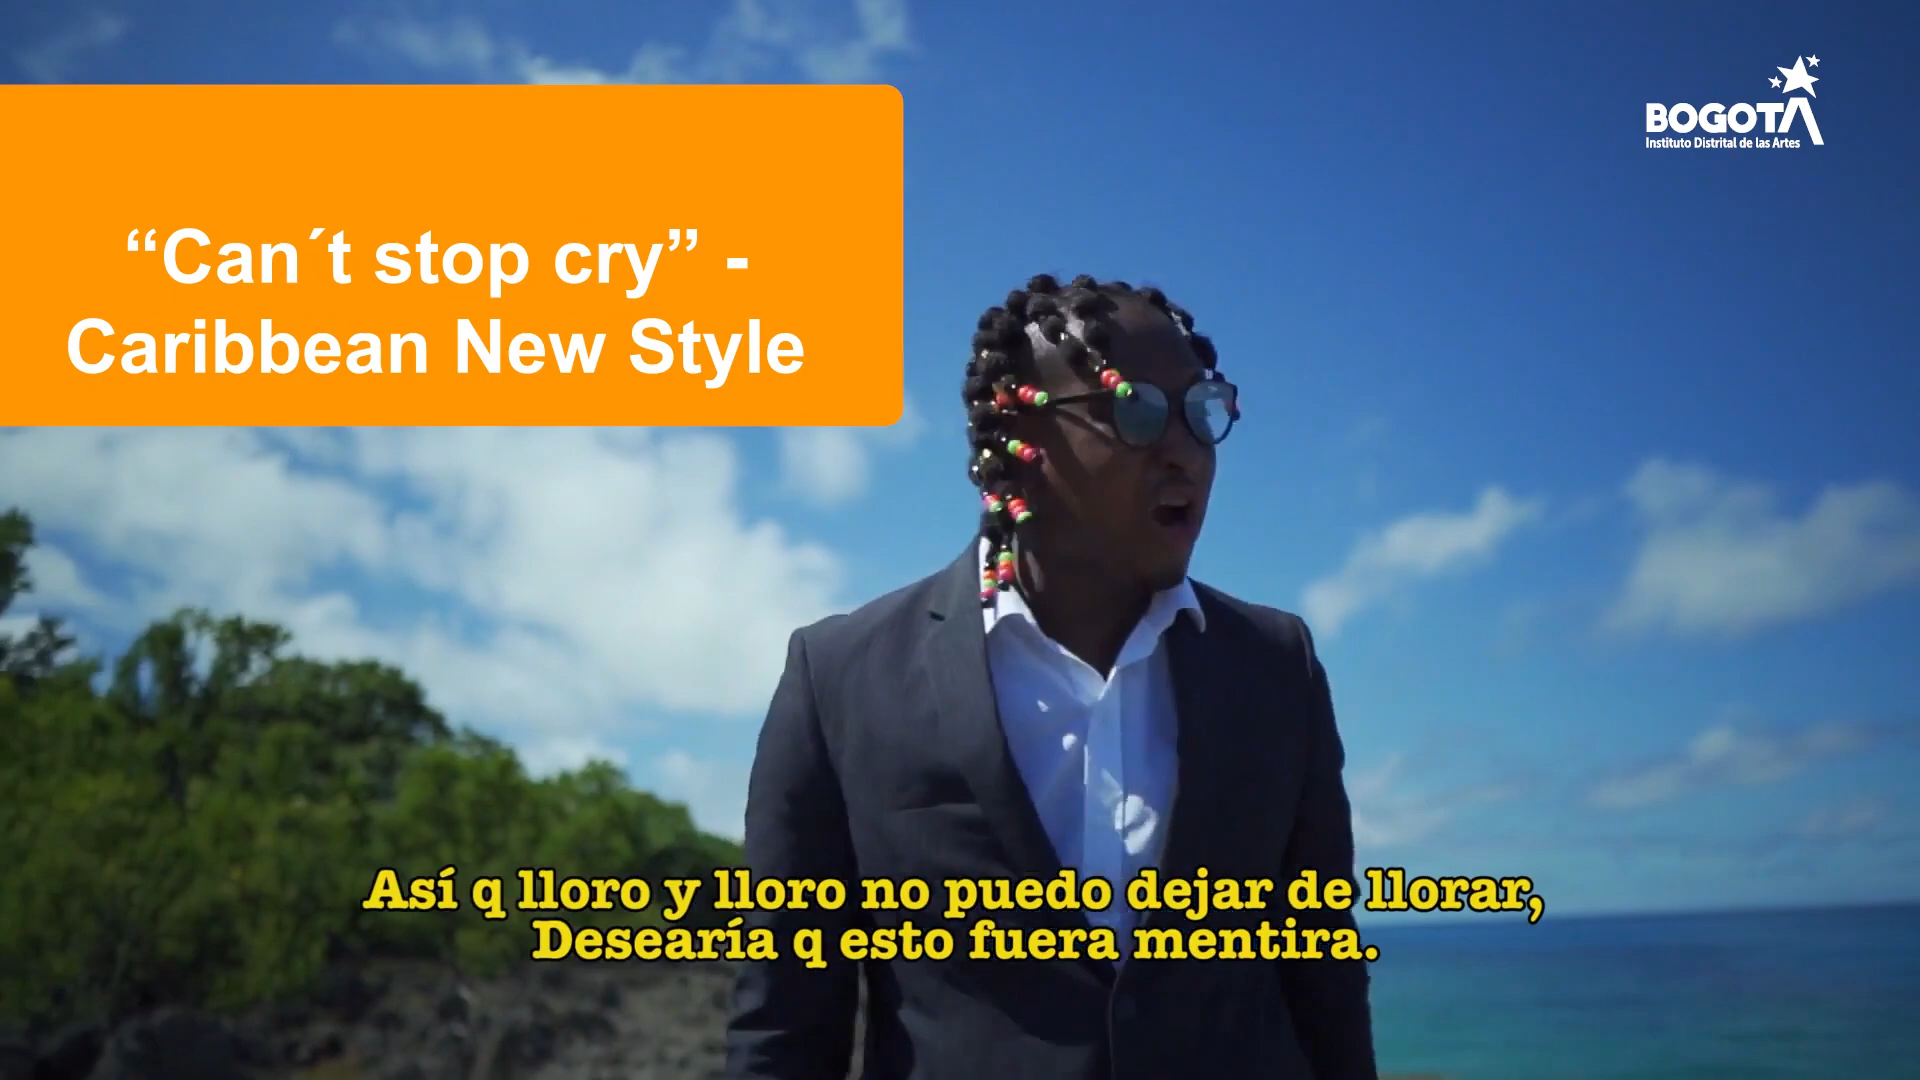 BOGOTA
Instituto Distrital de las Artes
“Can´t stop cry” -
Caribbean New Style
Así q lloro y lloro no puedo dejar de llorar,
Desearía q esto fuera mentira.